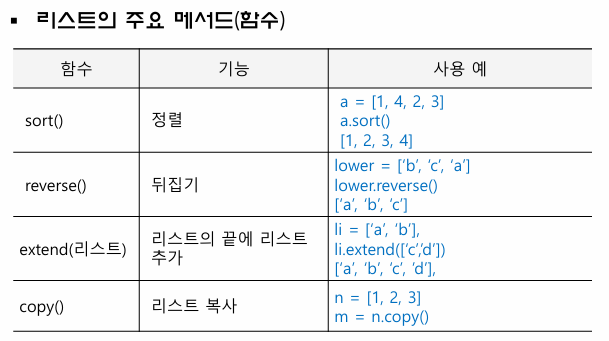 ▪ 리스트의 주요 메서드(함수)
함수 기능 사용 예
sort() 정렬 a = [1, 4, 2, 3]
a.sort()
[1, 2, 3, 4]
reverse() 뒤집기 lower = [‘b’, ‘c’, ‘a’]
lower.reverse()
[‘a’, ‘b’, ‘c’]
extend(리스트) 리스트의 끝에 리스트
추가
li = [‘a’, ‘b’],
li.extend([‘c’,’d’])
[‘a’, ‘b’, ‘c’, ‘d’],
copy() 리스트 복사 n = [1, 2, 3]
m = n.copy()